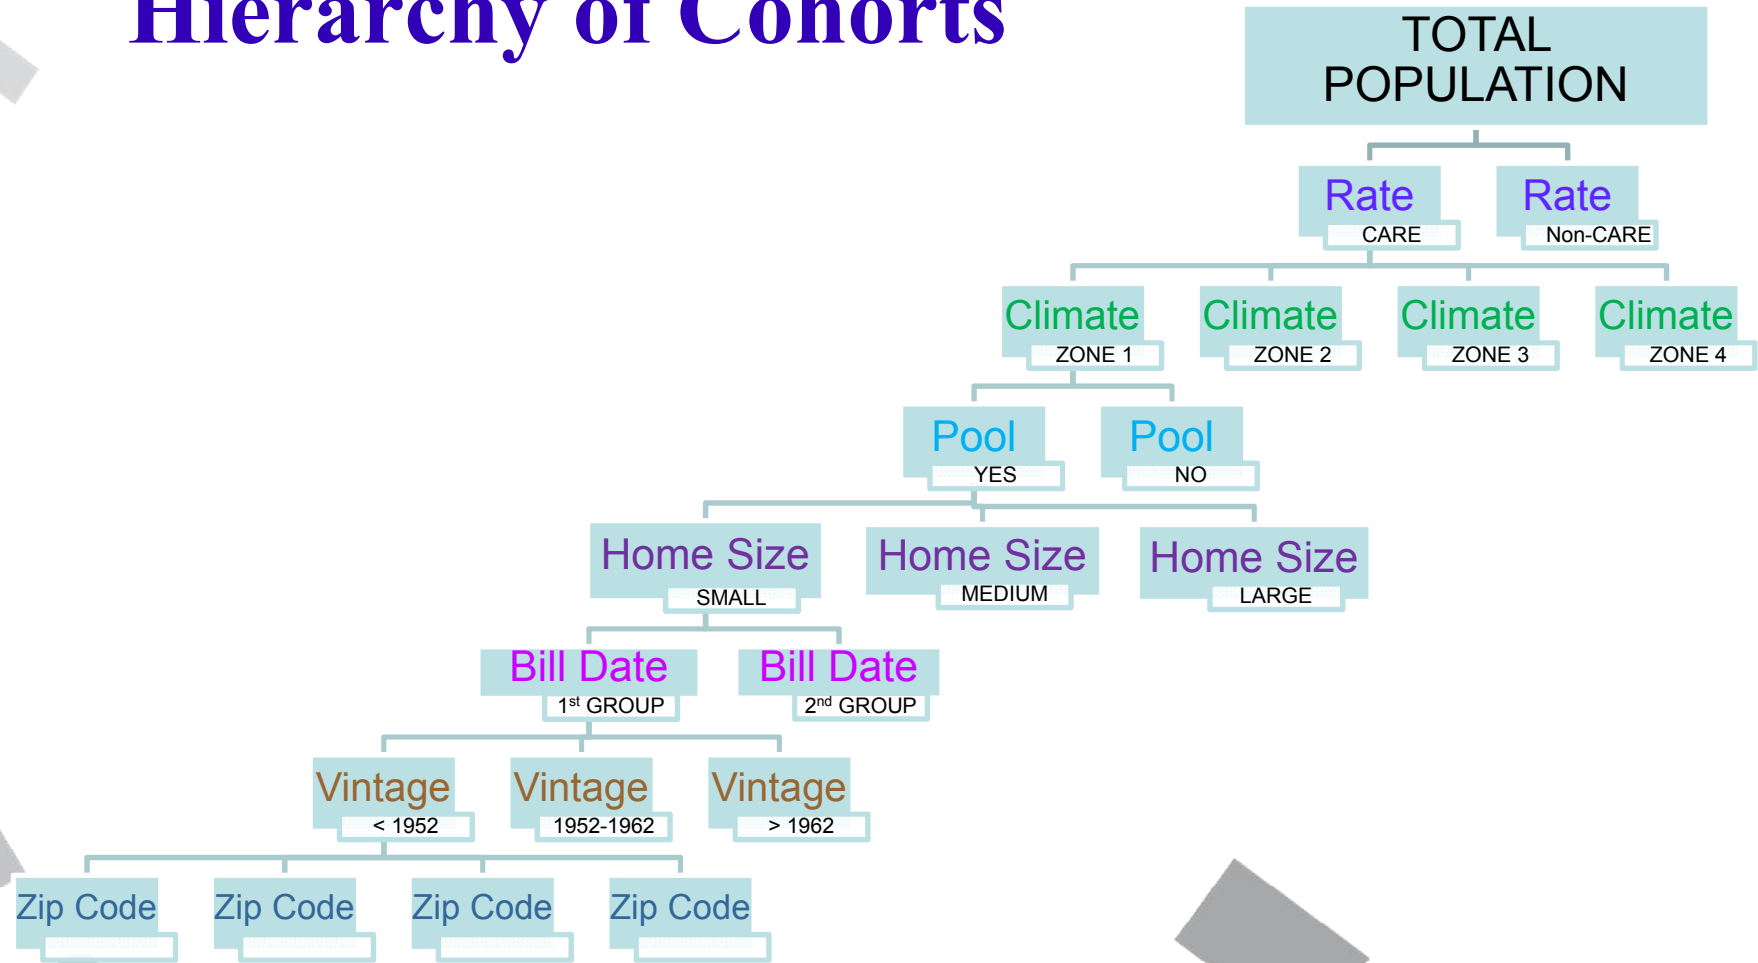 Hierarchy of Cohorts
TOTAL
POPULATION
Rate
CARE
Rate
Non-CARE
Climate
ZONE 1
Climate
ZONE 2
Climate
ZONE 3
Climate
ZONE 4
Pool
YES
Pool
NO
Home Size
SMALL
Home Size
MEDIUM
Home Size
LARGE
Bill Date
1st GROUP
Bill Date
2nd GROUP
Vintage
< 1952
Vintage
1952-1962
Vintage
> 1962
Zip Code
Zip Code
Zip Code
Zip Code